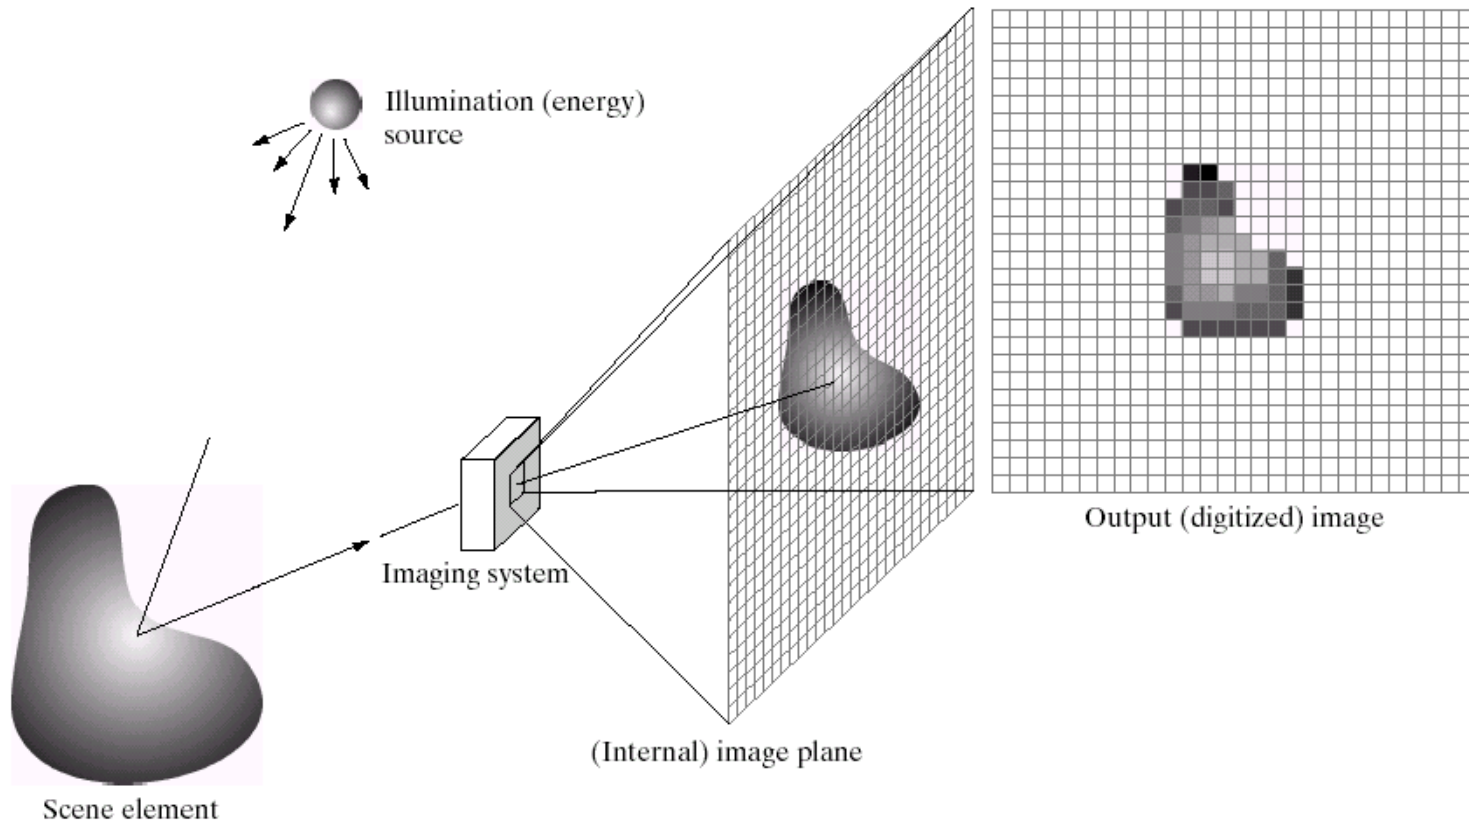 Illumination (energy)
source
Output (digitized) image
Imaging system
(Internal) image plane
Scene element